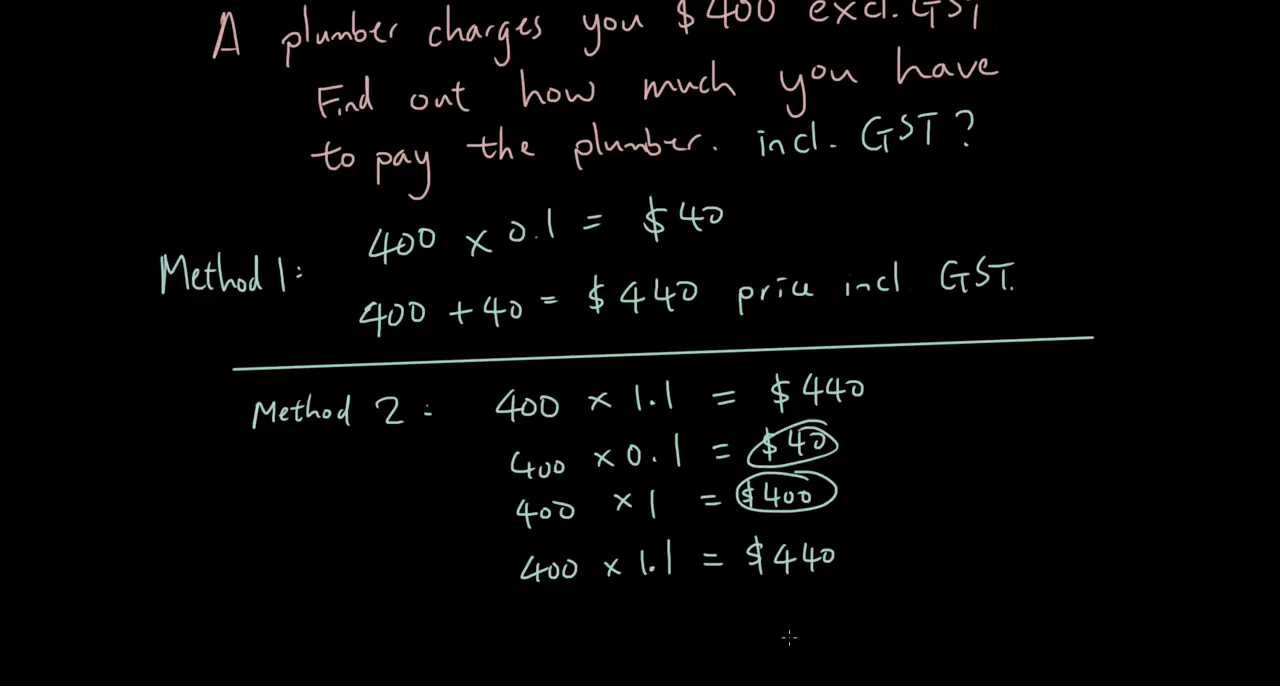 A plumber charges you $400 excl. GST
Find out how much you have
to pay the plumber. incl. GST?
Method 1: 400 x 0.1 = $40
400 + 40 = $440 price incl GST.
Method 2: 400 x 1.1 = $440
400 x 0.1 = $40
400 x 1 = $400
400 x 1.1 = $440